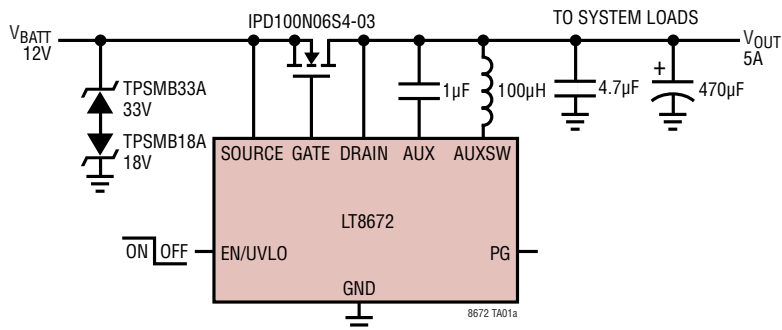 IPD100N06S4-03
TO SYSTEM LOADS
VBATT
12V
VOUT
5A
TPSMB33A
33V
TPSMB18A
18V
1µF
100µH
4.7µF
+
470µF
SOURCE GATE DRAIN AUX AUXSW
LT8672
ON OFF
EN/UVLO
PG
GND
8672 TA01a